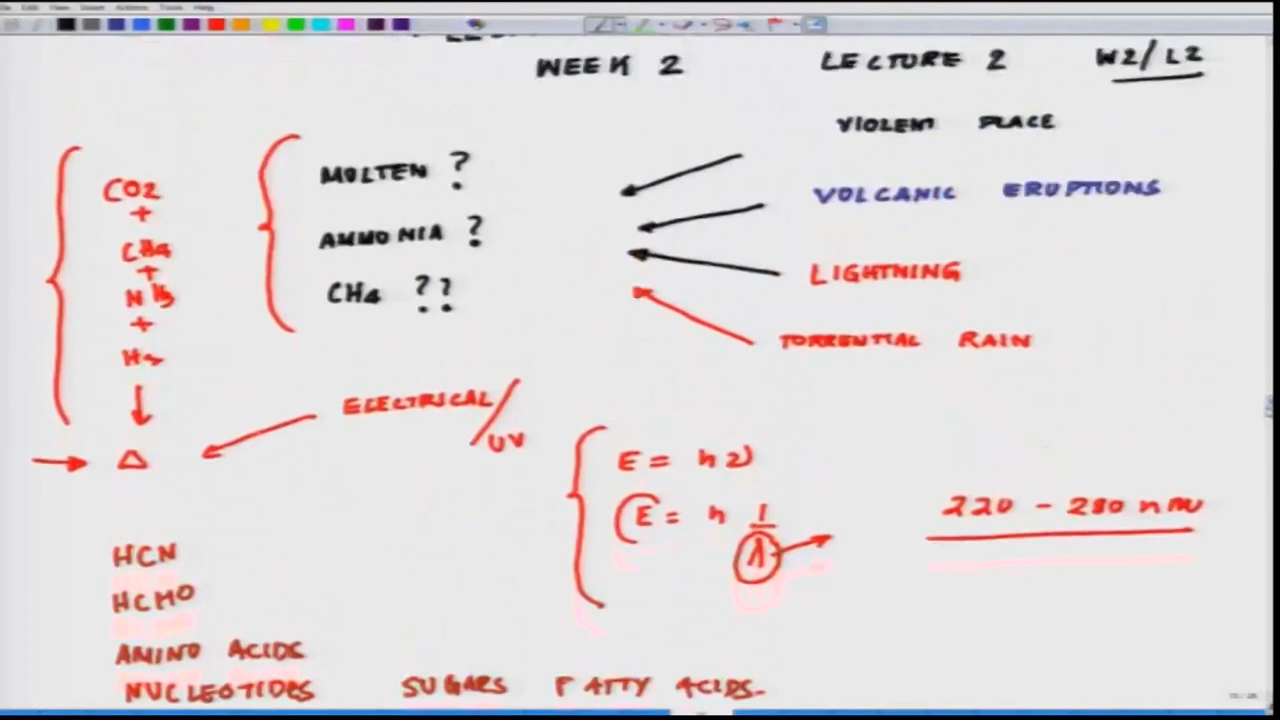 WEEK 2 LECTURE 2 W2/L2
VIOLENT PLACE
CO2
+
CH4
+
NH3
+
MOLTEN ?
AMMONIA ?
CH4 ??
VOLCANIC ERUPTIONS
LIGHTNING
TORRENTIAL RAIN
ELECTRICAL/UV
Δ
E = hν
(E = h 1/λ
220 - 280 nm
HCN
HCHO
AMINO ACIDS
NUCLEOTIDES SUGARS FATTY ACIDS.